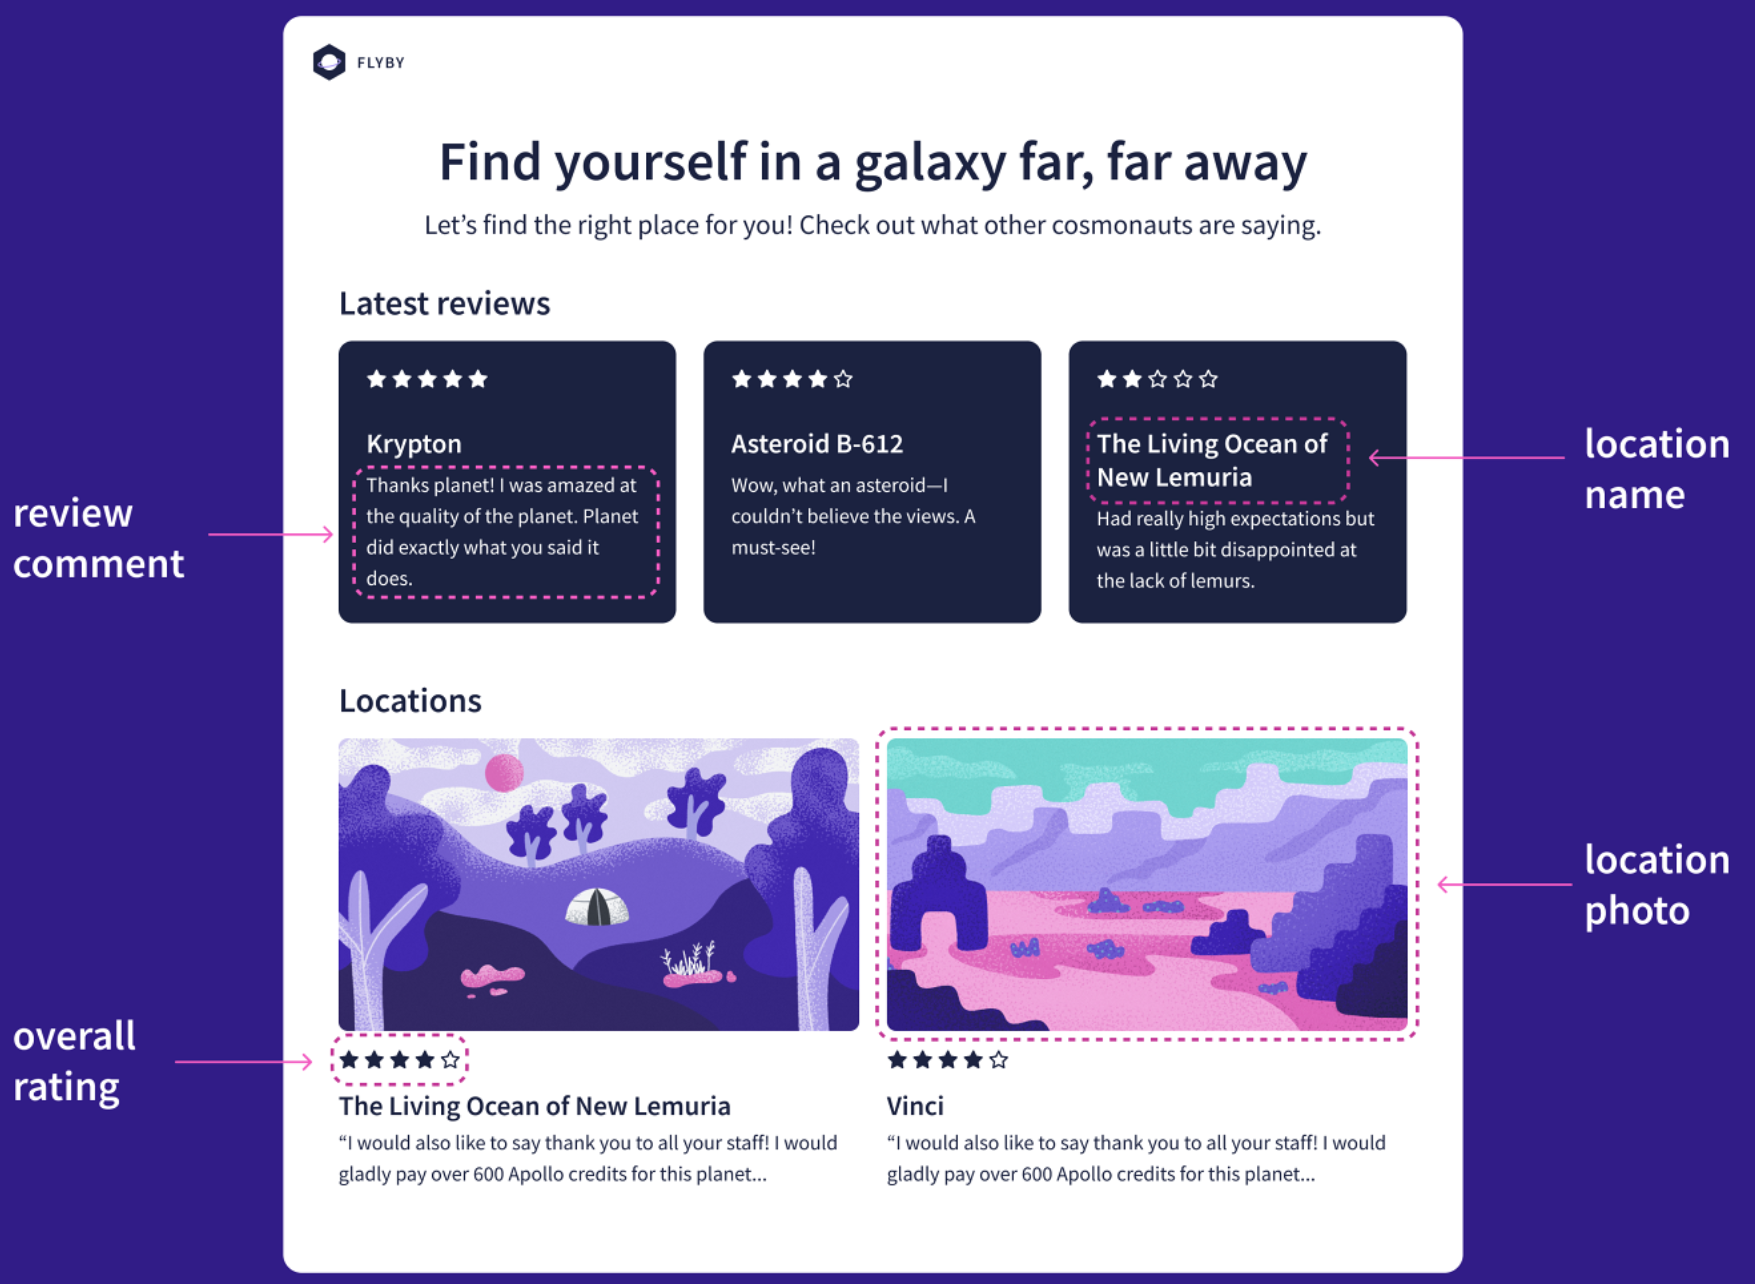 FLYBY
Find yourself in a galaxy far, far away
Let’s find the right place for you! Check out what other cosmonauts are saying.
Latest reviews
Krypton
Thanks planet! I was amazed at
the quality of the planet. Planet
did exactly what you said it
does.
Asteroid B-612
Wow, what an asteroid—I
couldn’t believe the views. A
must-see!
The Living Ocean of
New Lemuria
Had really high expectations but
was a little bit disappointed at
the lack of lemurs.
review
comment
location
name
Locations
location
photo
overall
rating
The Living Ocean of New Lemuria
“I would also like to say thank you to all your staff! I would
gladly pay over 600 Apollo credits for this planet...
Vinci
“I would also like to say thank you to all your staff! I would
gladly pay over 600 Apollo credits for this planet...